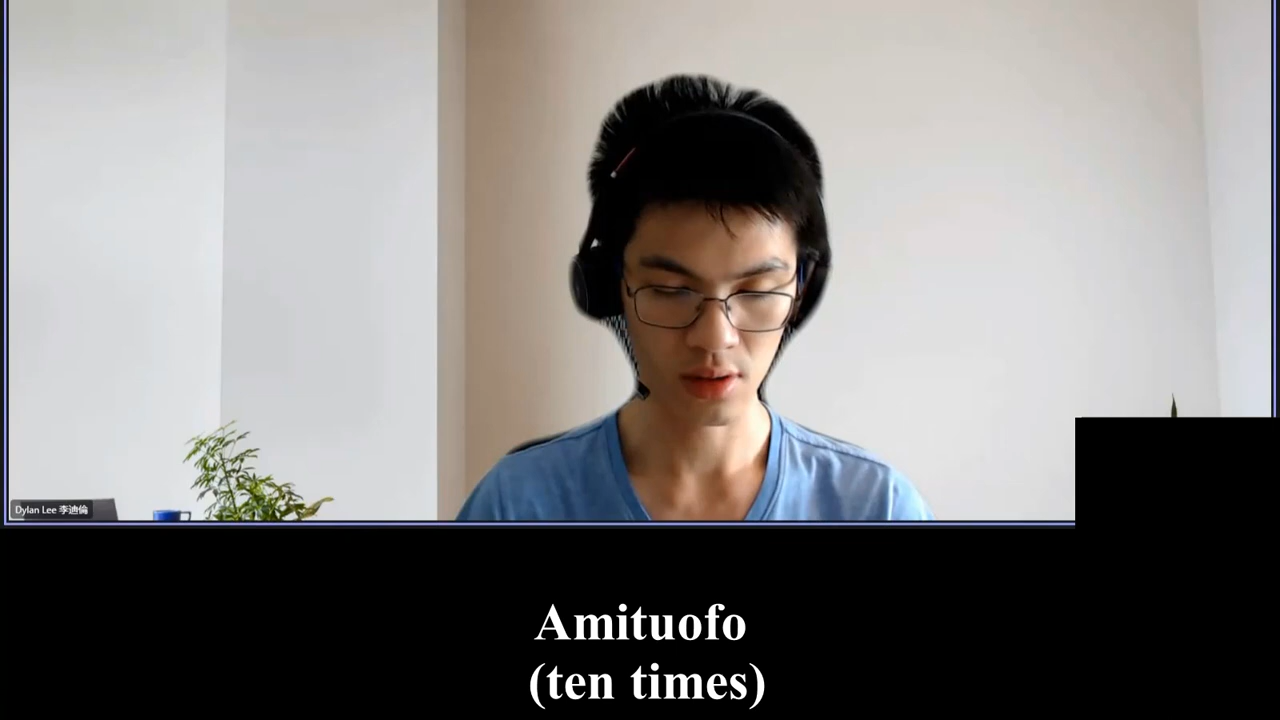 Dylan Lee 李迪倫
Amituofo
(ten times)